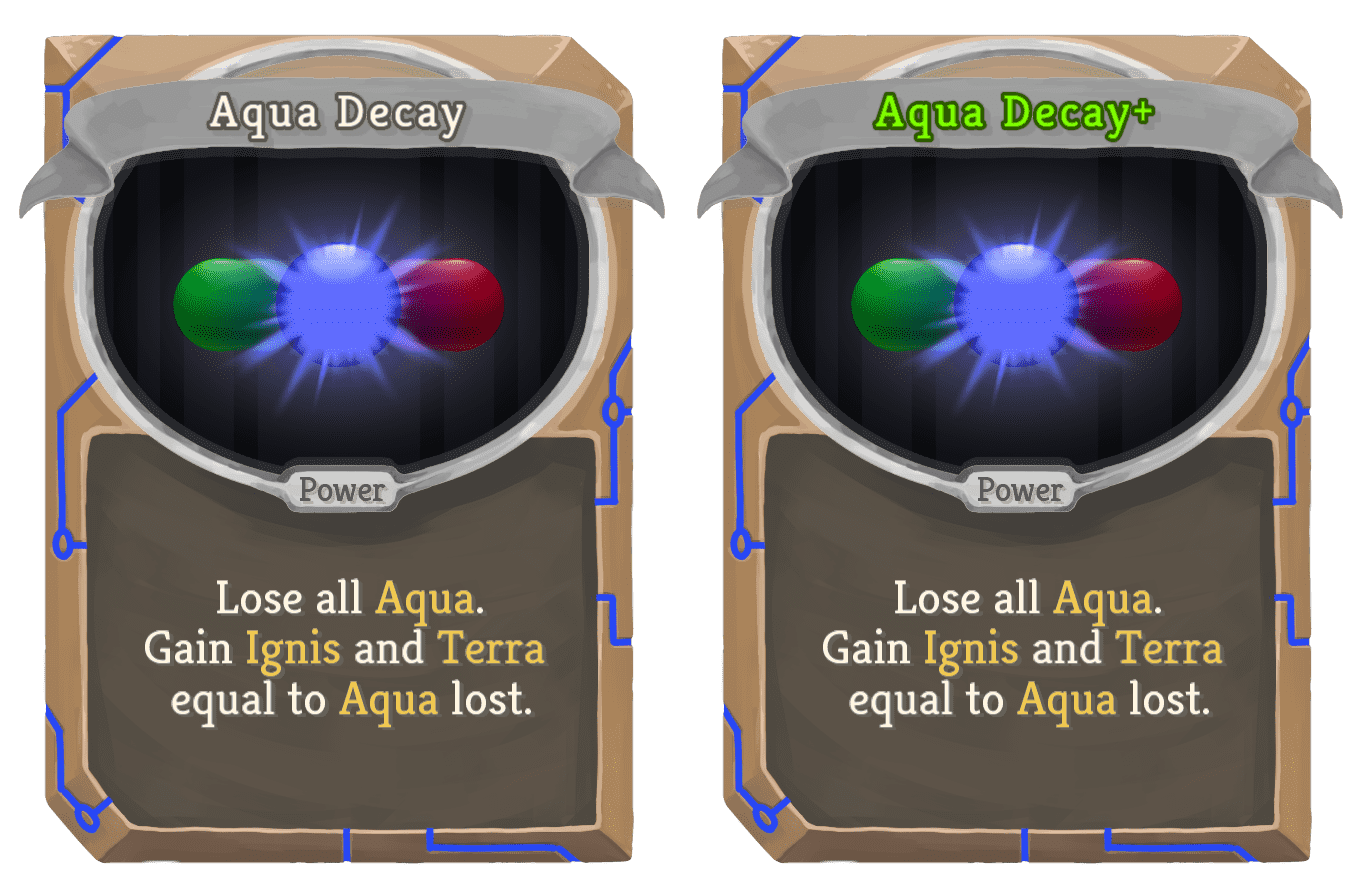 Aqua Decay
Power
Lose all Aqua.
Gain Ignis and Terra
equal to Aqua lost.
Aqua Decay+
Power
Lose all Aqua.
Gain Ignis and Terra
equal to Aqua lost.